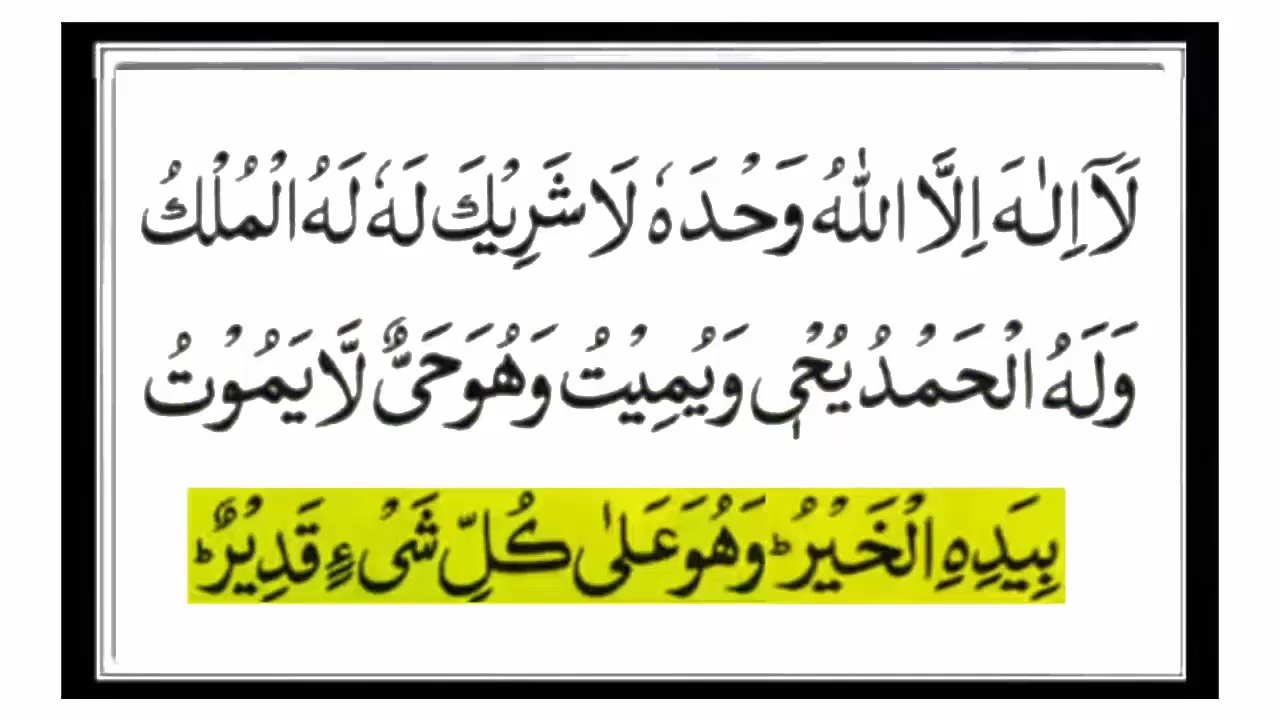 لَآ اِلٰهَ اِلَّا اللّٰهُ وَحْدَهٗ لَا شَرِيْكَ لَهٗ لَهُ الْمُلْكُ
وَلَهُ الْحَمْدُ يُحْيٖ وَيُمِيْتُ وَهُوَ حَیٌّ لَّا يَمُوْتُ
بِيَدِهِ الْخَيْرُؕ وَهُوَ عَلٰى كُلِّ شَىْءٍ قَدِيْرٌؕ